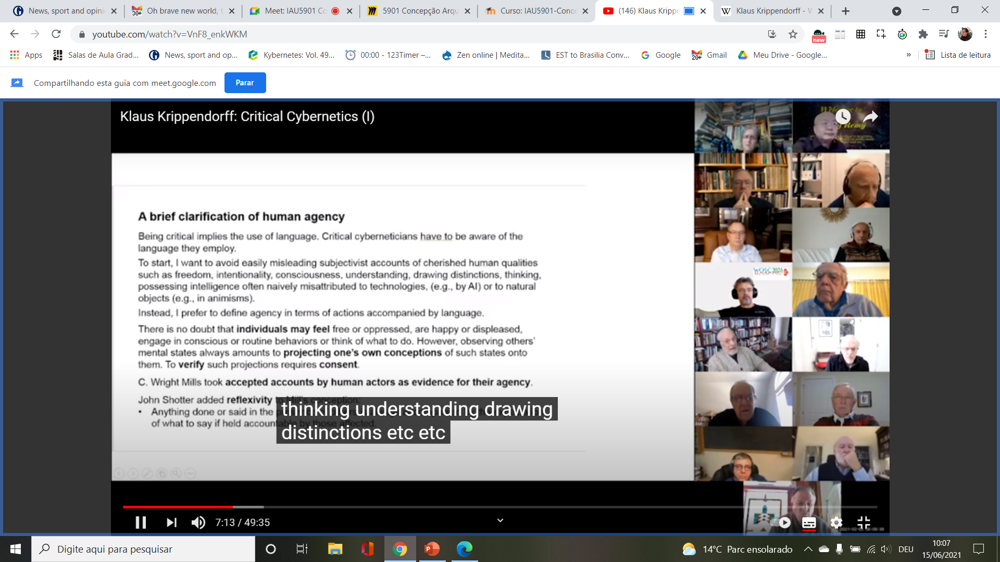 News, sport and opini
Oh brave new world, t
Meet: IAU5901 Co
5901 Concepção Arqu
Curso: IAU5901-Conce
(146) Klaus Krippe
Klaus Krippendorff - W
youtube.com/watch?v=VnF8_enkWKM
new
Apps
Salas de Aula Grad...
News, sport and op...
Kybernetes: Vol. 49...
00:00 - 123Timer –...
Zen online | Medita...
EST to Brasilia Conv...
Google
Gmail
Meu Drive - Google...
»
Lista de leitura
Compartilhando esta guia com meet.google.com
Parar
Klaus Krippendorff: Critical Cybernetics (I)
A brief clarification of human agency
Being critical implies the use of language. Critical cyberneticians have to be aware of the
language they employ.
To start, I want to avoid easily misleading subjectivist accounts of cherished human qualities
such as freedom, intentionality, consciousness, understanding, drawing distinctions, thinking,
possessing intelligence often naively misattributed to technologies, (e.g., by AI) or to natural
objects (e.g., in animisms).
Instead, I prefer to define agency in terms of actions accompanied by language.
There is no doubt that individuals may feel free or oppressed, are happy or displeased,
engage in conscious or routine behaviors or think of what to do. However, observing others'
mental states always amounts to projecting one's own conceptions of such states onto
them. To verify such projections requires consent.
C. Wright Mills took accepted accounts by human actors as evidence for their agency.
John Shotter added reflexivity to Mill's conception:
• Anything done or said in the
of what to say if held accountable by those affected.
thinking understanding drawing
distinctions etc etc
7:13 / 49:35
Digite aqui para pesquisar
14°C Parc ensolarado
DEU
10:07
15/06/2021